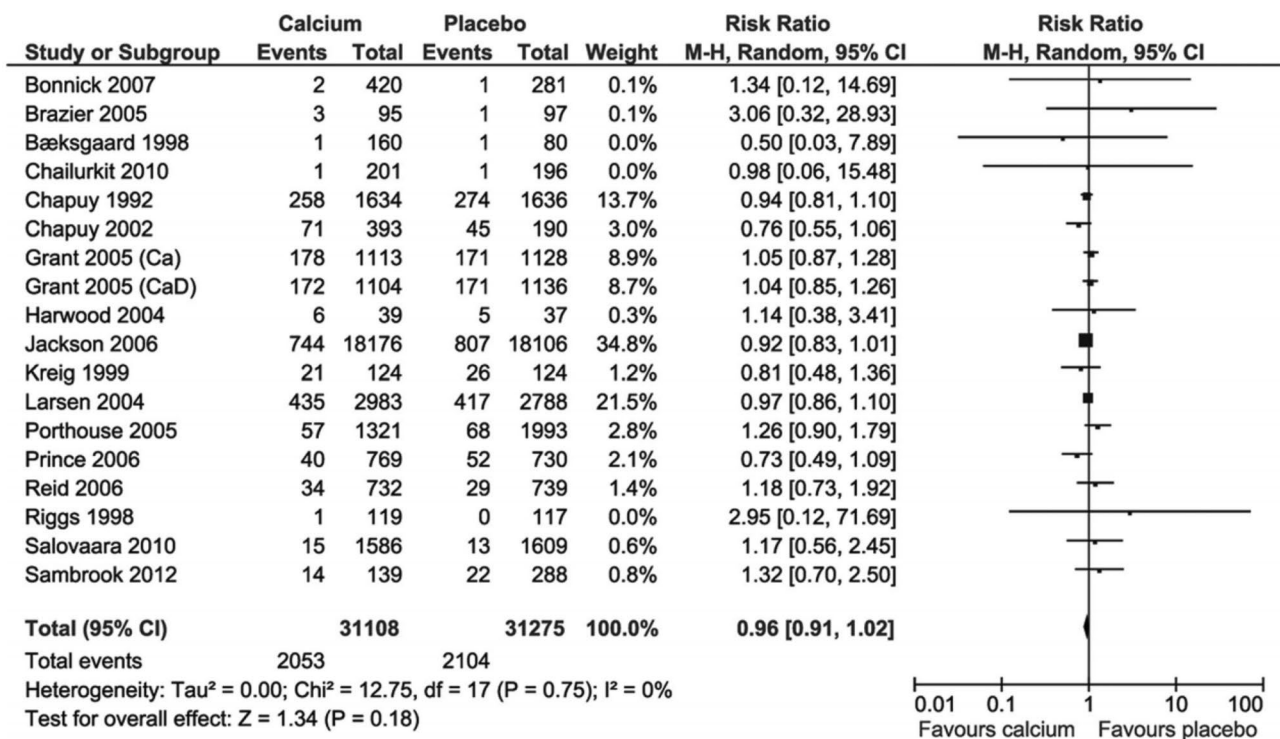 Calcium Placebo Risk Ratio Risk Ratio
Study or Subgroup Events Total Events Total Weight M-H, Random, 95% CI M-H, Random, 95% CI
Bonnick 2007 2 420 1 281 0.1% 1.34 [0.12, 14.69]
Brazier 2005 3 95 1 97 0.1% 3.06 [0.32, 28.93]
Bæksgaard 1998 1 160 1 80 0.0% 0.50 [0.03, 7.89]
Chailurkit 2010 1 201 1 196 0.0% 0.98 [0.06, 15.48]
Chapuy 1992 258 1634 274 1636 13.7% 0.94 [0.81, 1.10]
Chapuy 2002 71 393 45 190 3.0% 0.76 [0.55, 1.06]
Grant 2005 (Ca) 178 1113 171 1128 8.9% 1.05 [0.87, 1.28]
Grant 2005 (CaD) 172 1104 171 1136 8.7% 1.04 [0.85, 1.26]
Harwood 2004 6 39 5 37 0.3% 1.14 [0.38, 3.41]
Jackson 2006 744 18176 807 18106 34.8% 0.92 [0.83, 1.01]
Kreig 1999 21 124 26 124 1.2% 0.81 [0.48, 1.36]
Larsen 2004 435 2983 417 2788 21.5% 0.97 [0.86, 1.10]
Porthouse 2005 57 1321 68 1993 2.8% 1.26 [0.90, 1.79]
Prince 2006 40 769 52 730 2.1% 0.73 [0.49, 1.09]
Reid 2006 34 732 29 739 1.4% 1.18 [0.73, 1.92]
Riggs 1998 1 119 0 117 0.0% 2.95 [0.12, 71.69]
Salovaara 2010 15 1586 13 1609 0.6% 1.17 [0.56, 2.45]
Sambrook 2012 14 139 22 288 0.8% 1.32 [0.70, 2.50]
Total (95% CI) 31108 31275 100.0% 0.96 [0.91, 1.02]
Total events 2053 2104
Heterogeneity: Tau² = 0.00; Chi² = 12.75, df = 17 (P = 0.75); I² = 0%
Test for overall effect: Z = 1.34 (P = 0.18)
0.01 0.1 1 10 100
Favours calcium Favours placebo